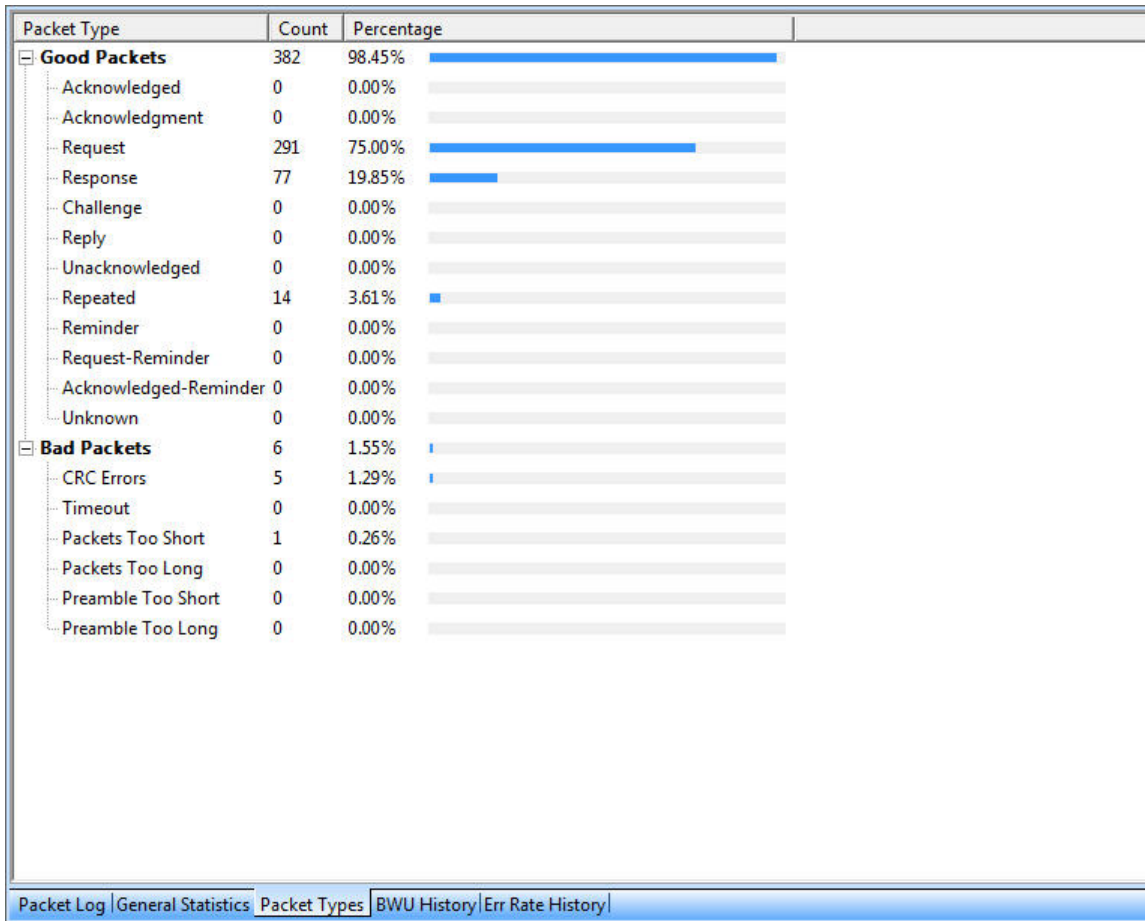 Packet Type Count Percentage
Good Packets 382 98.45%
Acknowledged 0 0.00%
Acknowledgment 0 0.00%
Request 291 75.00%
Response 77 19.85%
Challenge 0 0.00%
Reply 0 0.00%
Unacknowledged 0 0.00%
Repeated 14 3.61%
Reminder 0 0.00%
Request-Reminder 0 0.00%
Acknowledged-Reminder 0 0.00%
Unknown 0 0.00%
Bad Packets 6 1.55%
CRC Errors 5 1.29%
Timeout 0 0.00%
Packets Too Short 1 0.26%
Packets Too Long 0 0.00%
Preamble Too Short 0 0.00%
Preamble Too Long 0 0.00%
Packet Log General Statistics Packet Types BWU History Err Rate History